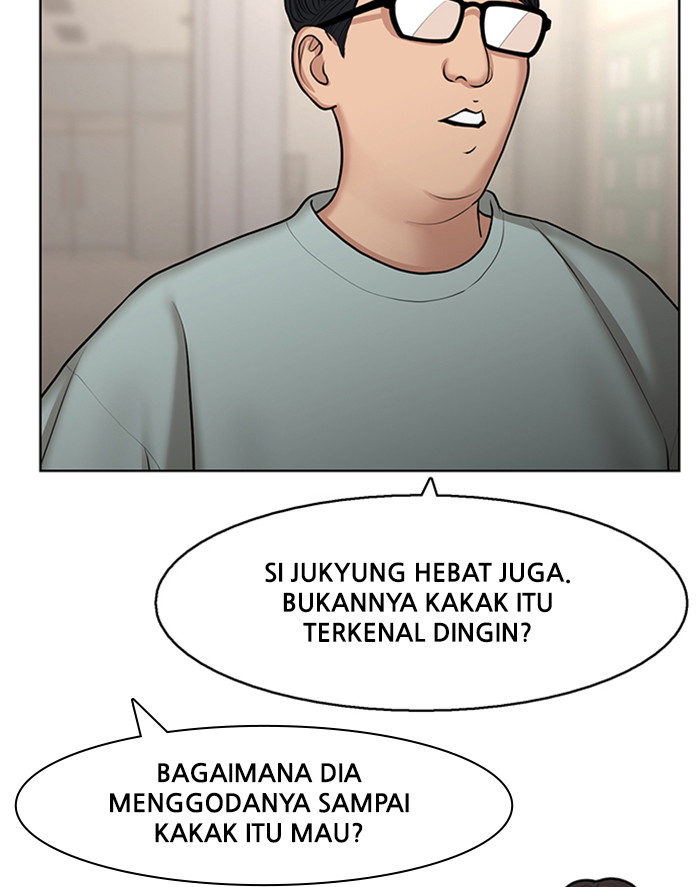 SI JUKYUNG HEBAT JUGA.
BUKANNYA KAKAK ITU
TERKENAL DINGIN?
BAGAIMANA DIA
MENGGODANYA SAMPAI
KAKAK ITU MAU?